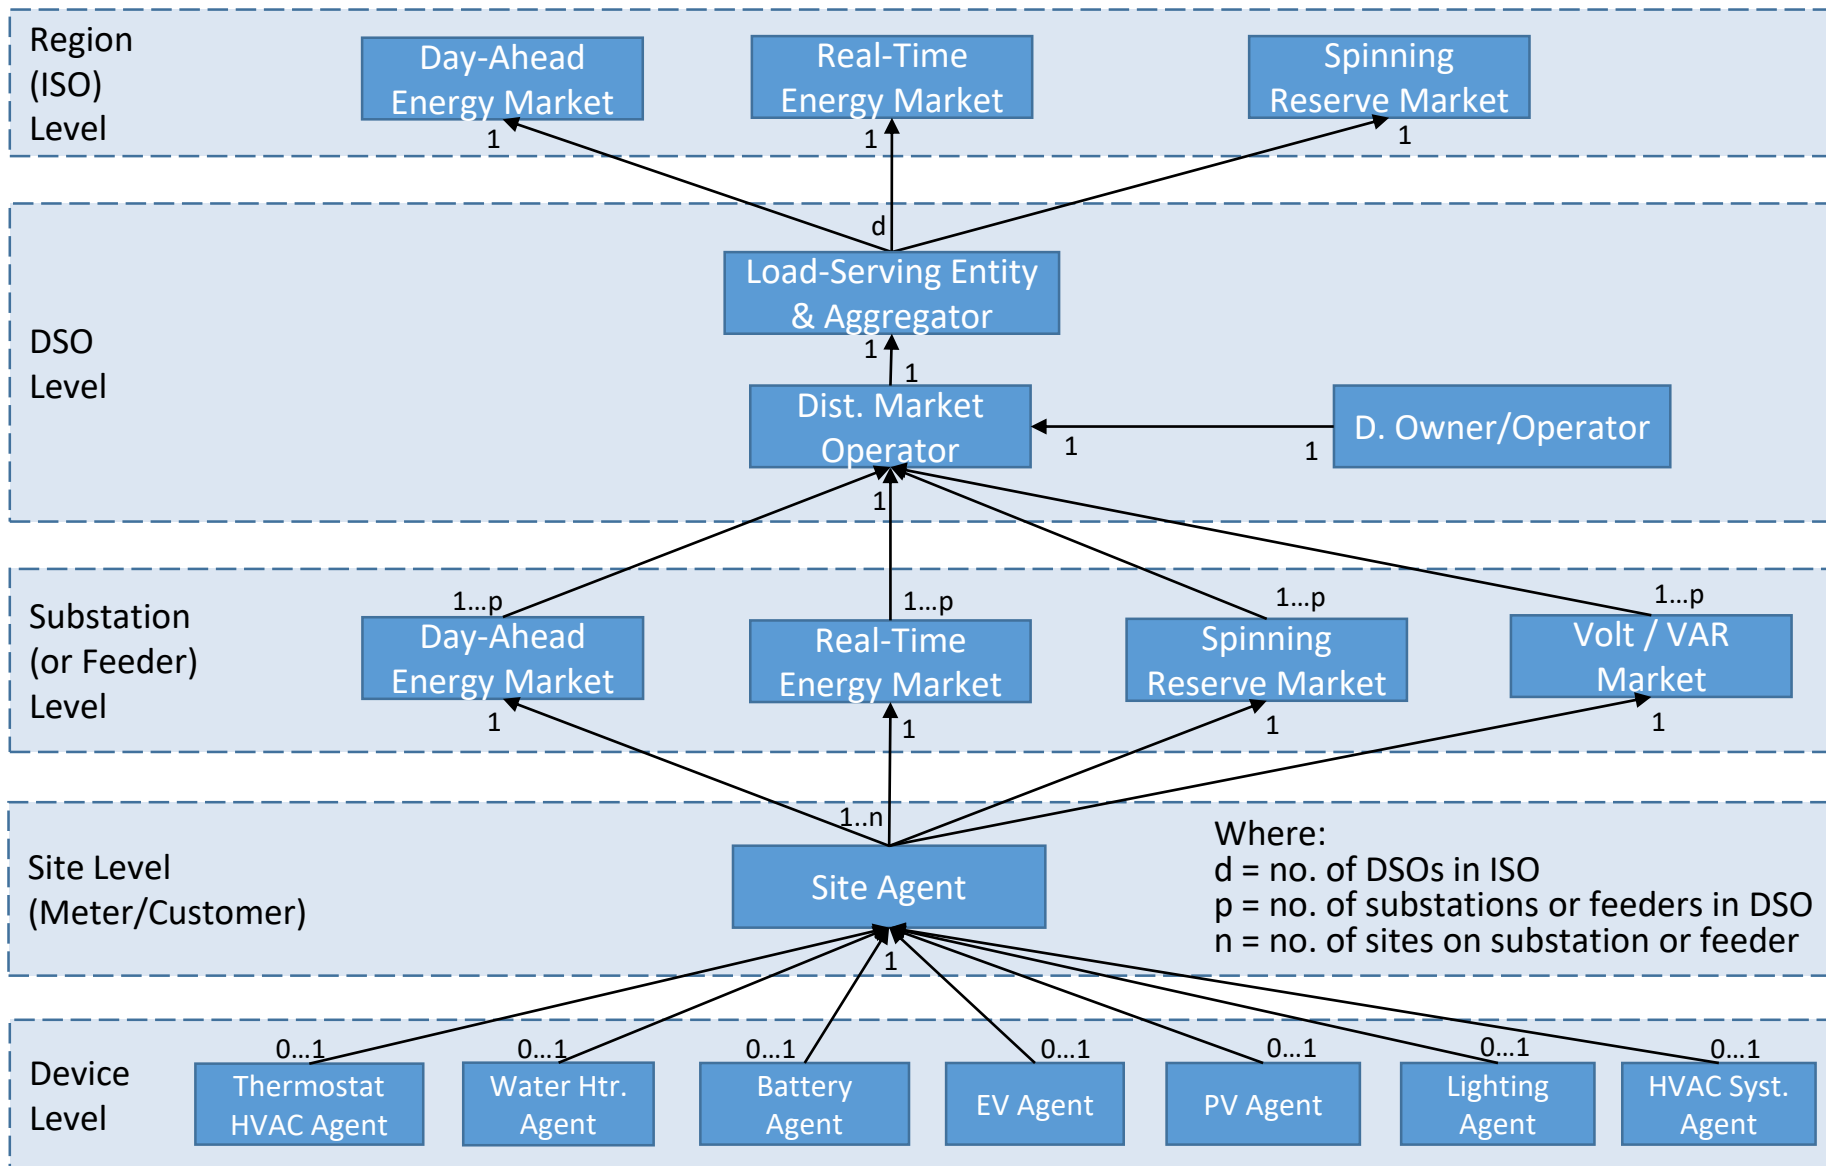 Region
(ISO)
Level
Day-Ahead
Energy Market
Real-Time
Energy Market
Spinning
Reserve Market
1
1
1
DSO
Level
d
Load-Serving Entity
& Aggregator
1
1
Dist. Market
Operator
D. Owner/Operator
1
1
1
Substation
(or Feeder)
Level
1...p
1...p
1...p
1...p
Day-Ahead
Energy Market
Real-Time
Energy Market
Spinning
Reserve Market
Volt / VAR
Market
1
1
1
1
Site Level
(Meter/Customer)
1..n
Site Agent
1
Where:
d = no. of DSOs in ISO
p = no. of substations or feeders in DSO
n = no. of sites on substation or feeder
Device
Level
0...1
0...1
0...1
0...1
0...1
0...1
0...1
Thermostat
HVAC Agent
Water Htr.
Agent
Battery
Agent
EV Agent
PV Agent
Lighting
Agent
HVAC Syst.
Agent